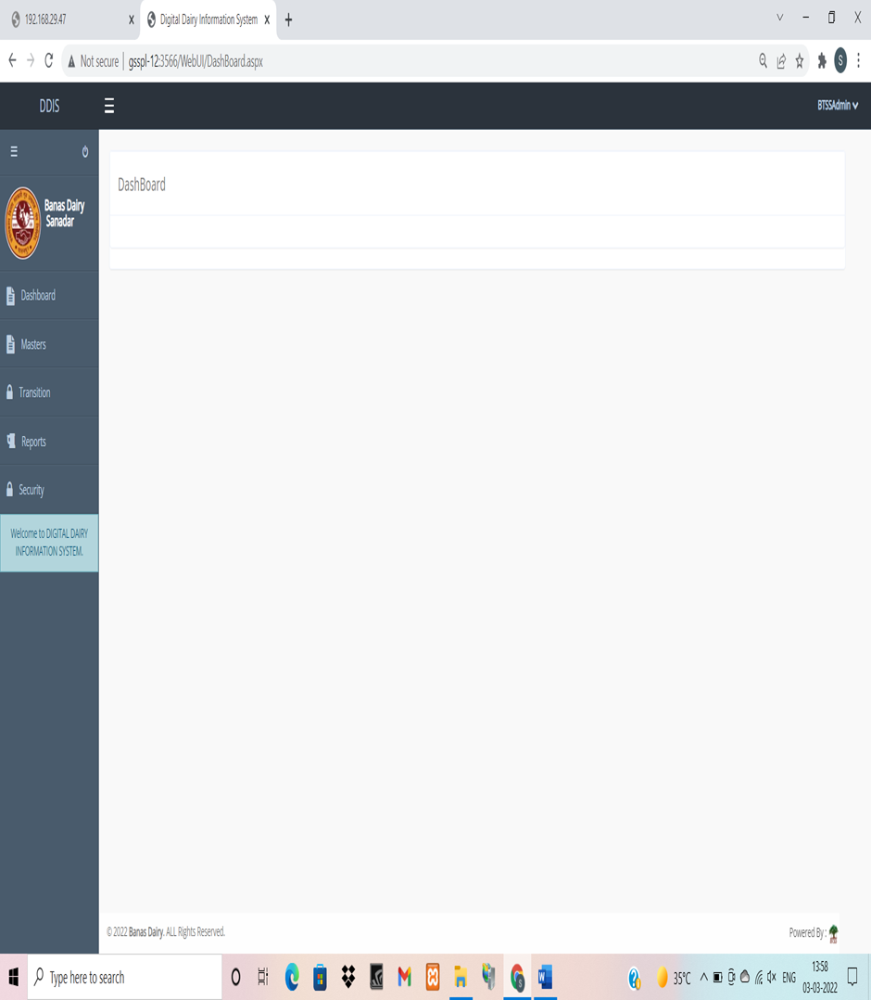 192.168.29.47
Digital Dairy Information System
Not secure
gsspl-12:3566/WebUI/DashBoard.aspx
S
DDIS
BTSSAdmin
Banas Dairy
Sanadar
DashBoard
Dashboard
Masters
Transition
Reports
Security
Welcome to DIGITAL DAIRY
INFORMATION SYSTEM.
© 2022 Banas Dairy. ALL Rights Reserved.
Powered By :
Type here to search
35°C
ENG
13:58
03-03-2022